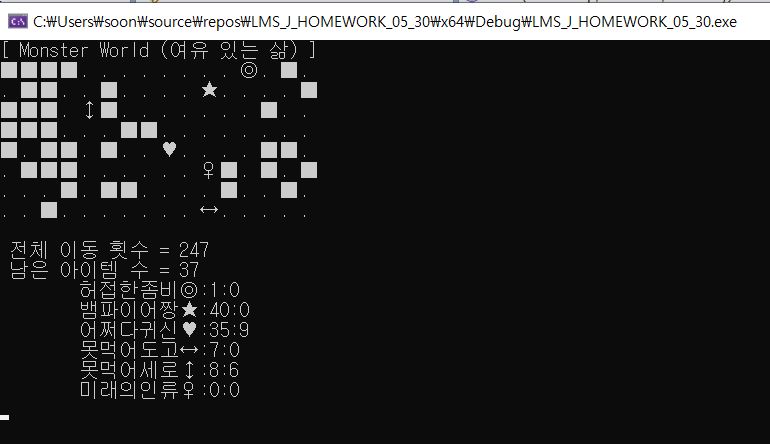 C:₩Users₩soon₩source₩repos₩LMS_J_HOMEWORK_05_30₩x64₩Debug₩LMS_J_HOMEWORK_05_30.exe
[ Monster World (여유 있는 삶) ]
■■■■. . . . . . . . ◎. ■. 
. ■■. . ■. . . . ★. . . . ■
■■■. ↕■. . . . . . . ■. . 
■■■. . . ■■. . . . . . . . 
■. ■■. ■. . ♥. . . . ■■. 
. ■■■. . . . . . ♀■. ■. ■
. . . ■. ■■. . . . ■. . ■. 
. . ■. . . . . . . ↔. . . . . 
전체 이동 횟수 = 247
남은 아이템 수 = 37
허접한좀비◎:1:0
뱀파이어짱★:40:0
어쩌다귀신♥:35:9
못먹어도고↔:7:0
못먹어세로↕:8:6
미래의인류♀:0:0